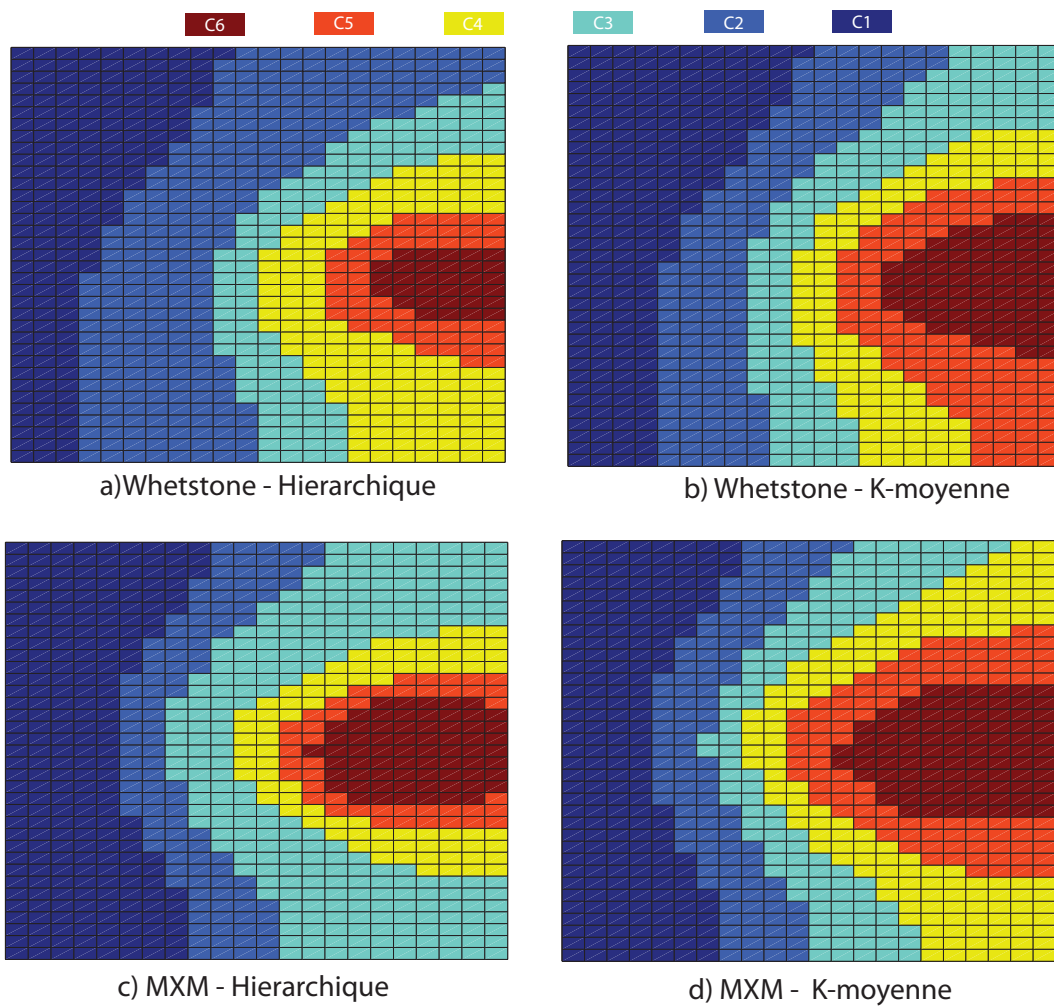 C6 C5 C4 C3 C2 C1
a)Whetstone - Hierarchique
b) Whetstone - K-moyenne
c) MXM - Hierarchique
d) MXM - K-moyenne